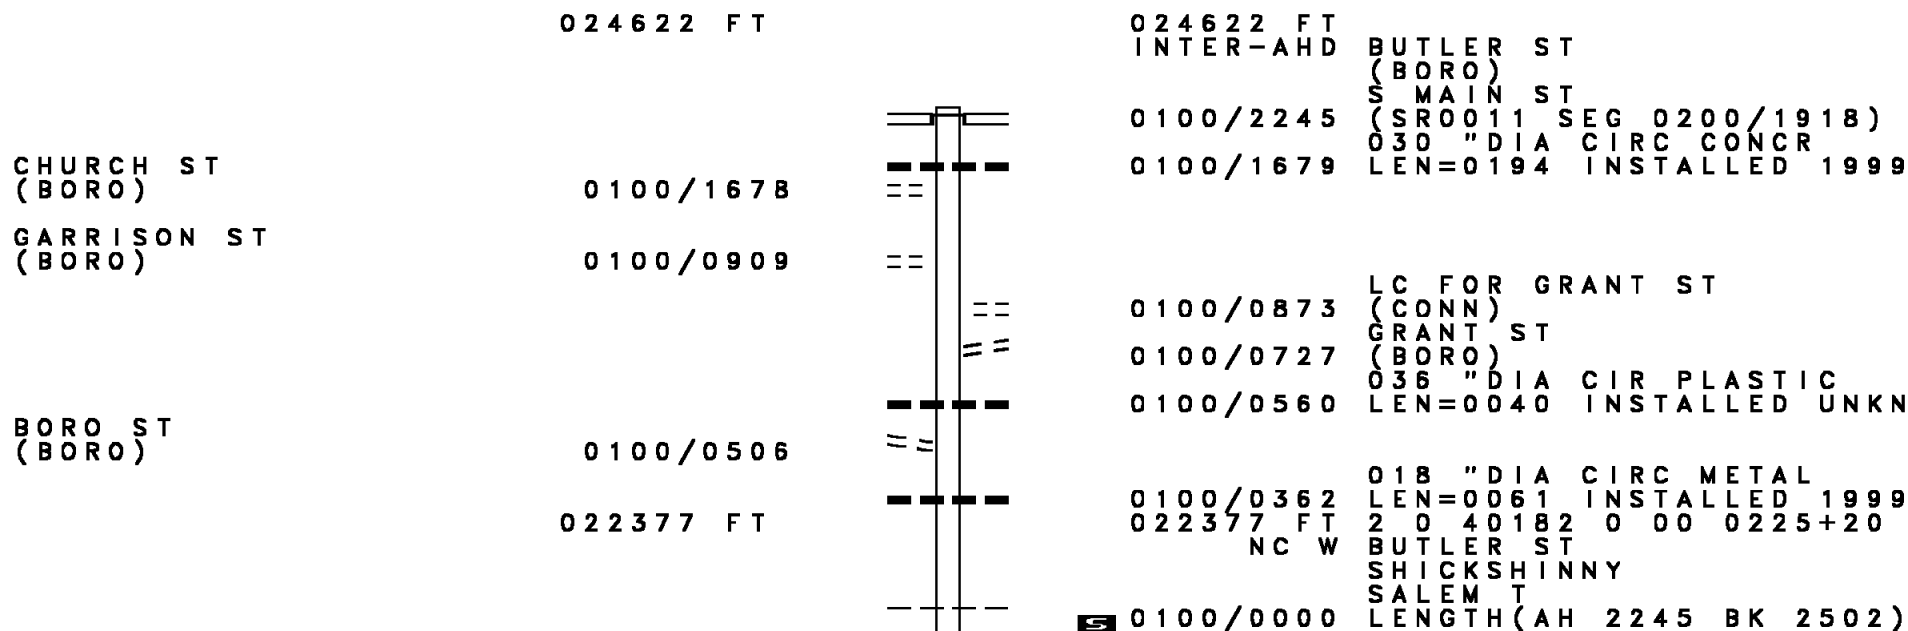 024622 FT 024622 FT
INTER-AHD BUTLER ST
(BORO)
S MAIN ST
0100/2245 (SR0011 SEG 0200/1918)
030 "DIA CIRC CONCR
CHURCH ST 0100/1679 LEN=0194 INSTALLED 1999
(BORO) 0100/1678
GARRISON ST
(BORO) 0100/0909
LC FOR GRANT ST
0100/0873 (CONN)
GRANT ST
0100/0727 (BORO)
036 "DIA CIR PLASTIC
0100/0560 LEN=0040 INSTALLED UNKN
BORO ST
(BORO) 0100/0506
018 "DIA CIRC METAL
0100/0362 LEN=0061 INSTALLED 1999
022377 FT 022377 FT 2 0 40182 0 00 0225+20
NC W BUTLER ST
SHICKSHINNY
SALEM T
S 0100/0000 LENGTH(AH 2245 BK 2502)